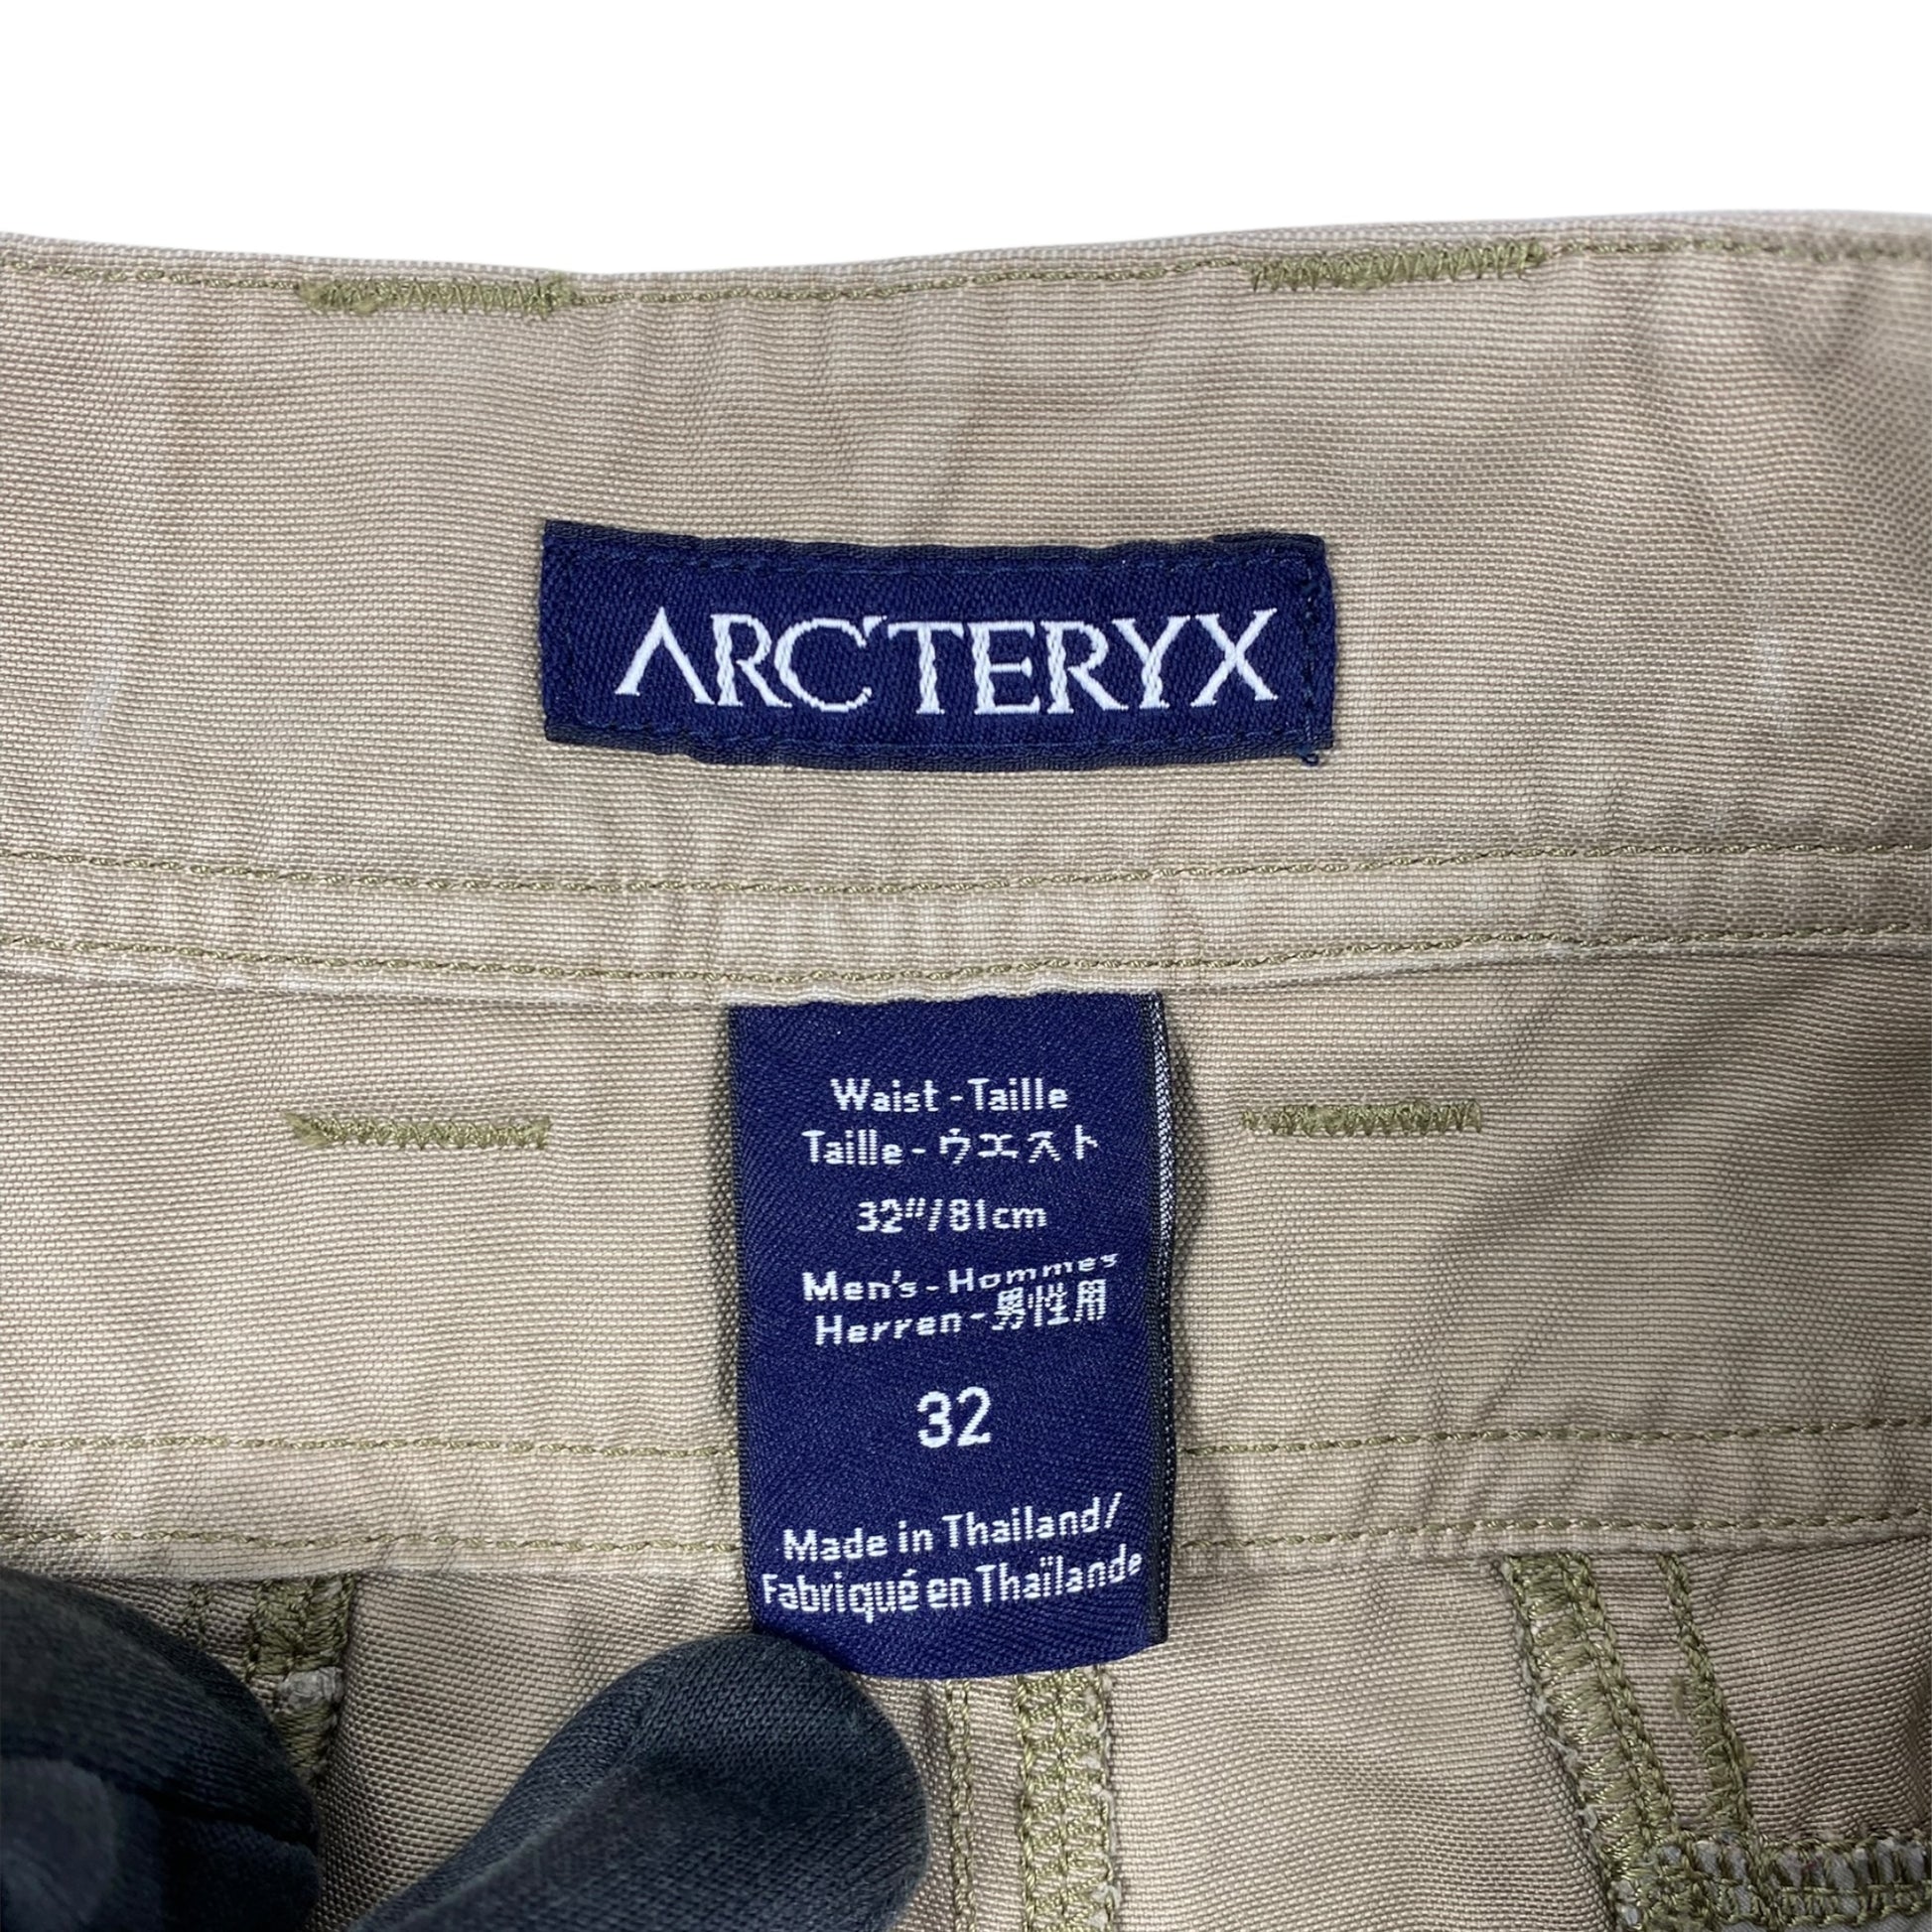 ARC'TERYX
Waist - Taille
Taille - ウエスト
32"/81cm
Men's - Hommes
Herren - 男性用
32
Made in Thailand/
Fabriqué en Thaïlande